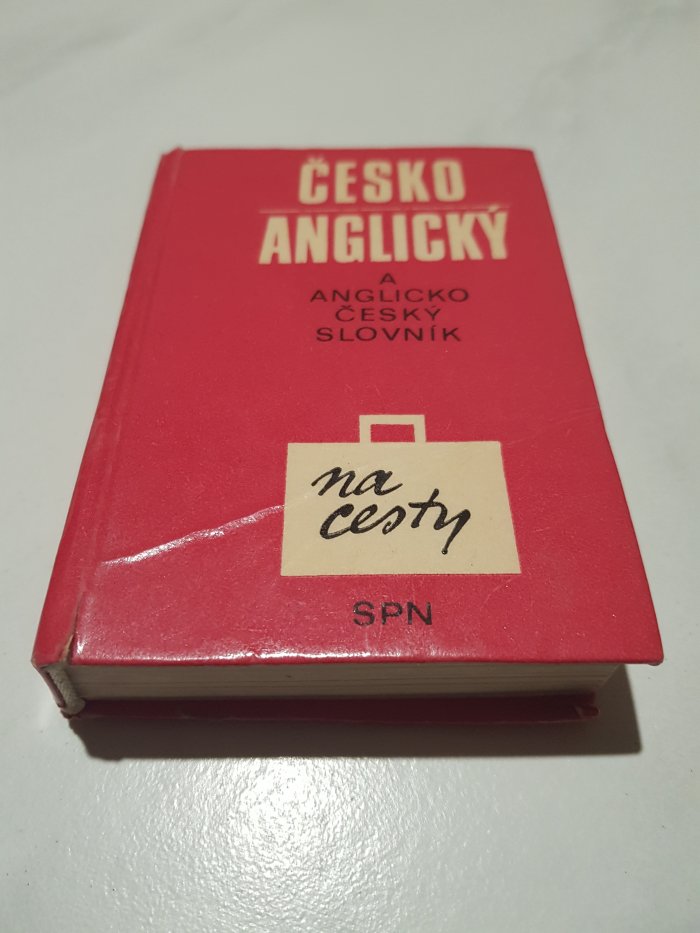 ČESKO
ANGLICKÝ
A
ANGLICKO
ČESKÝ
SLOVNÍK
na
cesty
SPN